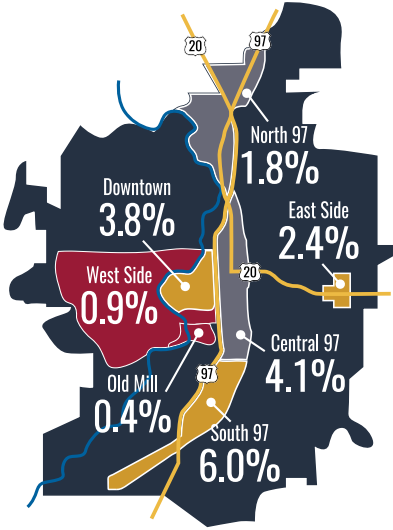 20
97
North 97
1.8%
Downtown
3.8%
East Side
2.4%
West Side
0.9%
20
Central 97
4.1%
97
Old Mill
0.4%
South 97
6.0%